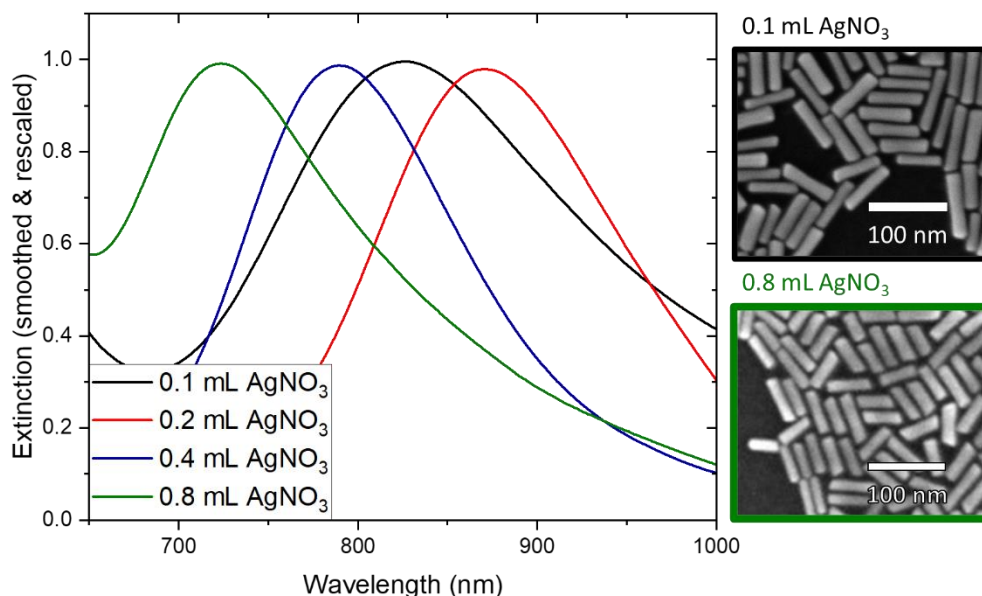 Extinction (smoothed & rescaled)
1.0
0.8
0.6
0.4
0.2
0.0
0.1 mL AgNO₃
0.2 mL AgNO₃
0.4 mL AgNO₃
0.8 mL AgNO₃
700
800
900
1000
Wavelength (nm)
0.1 mL AgNO₃
100 nm
0.8 mL AgNO₃
100 nm